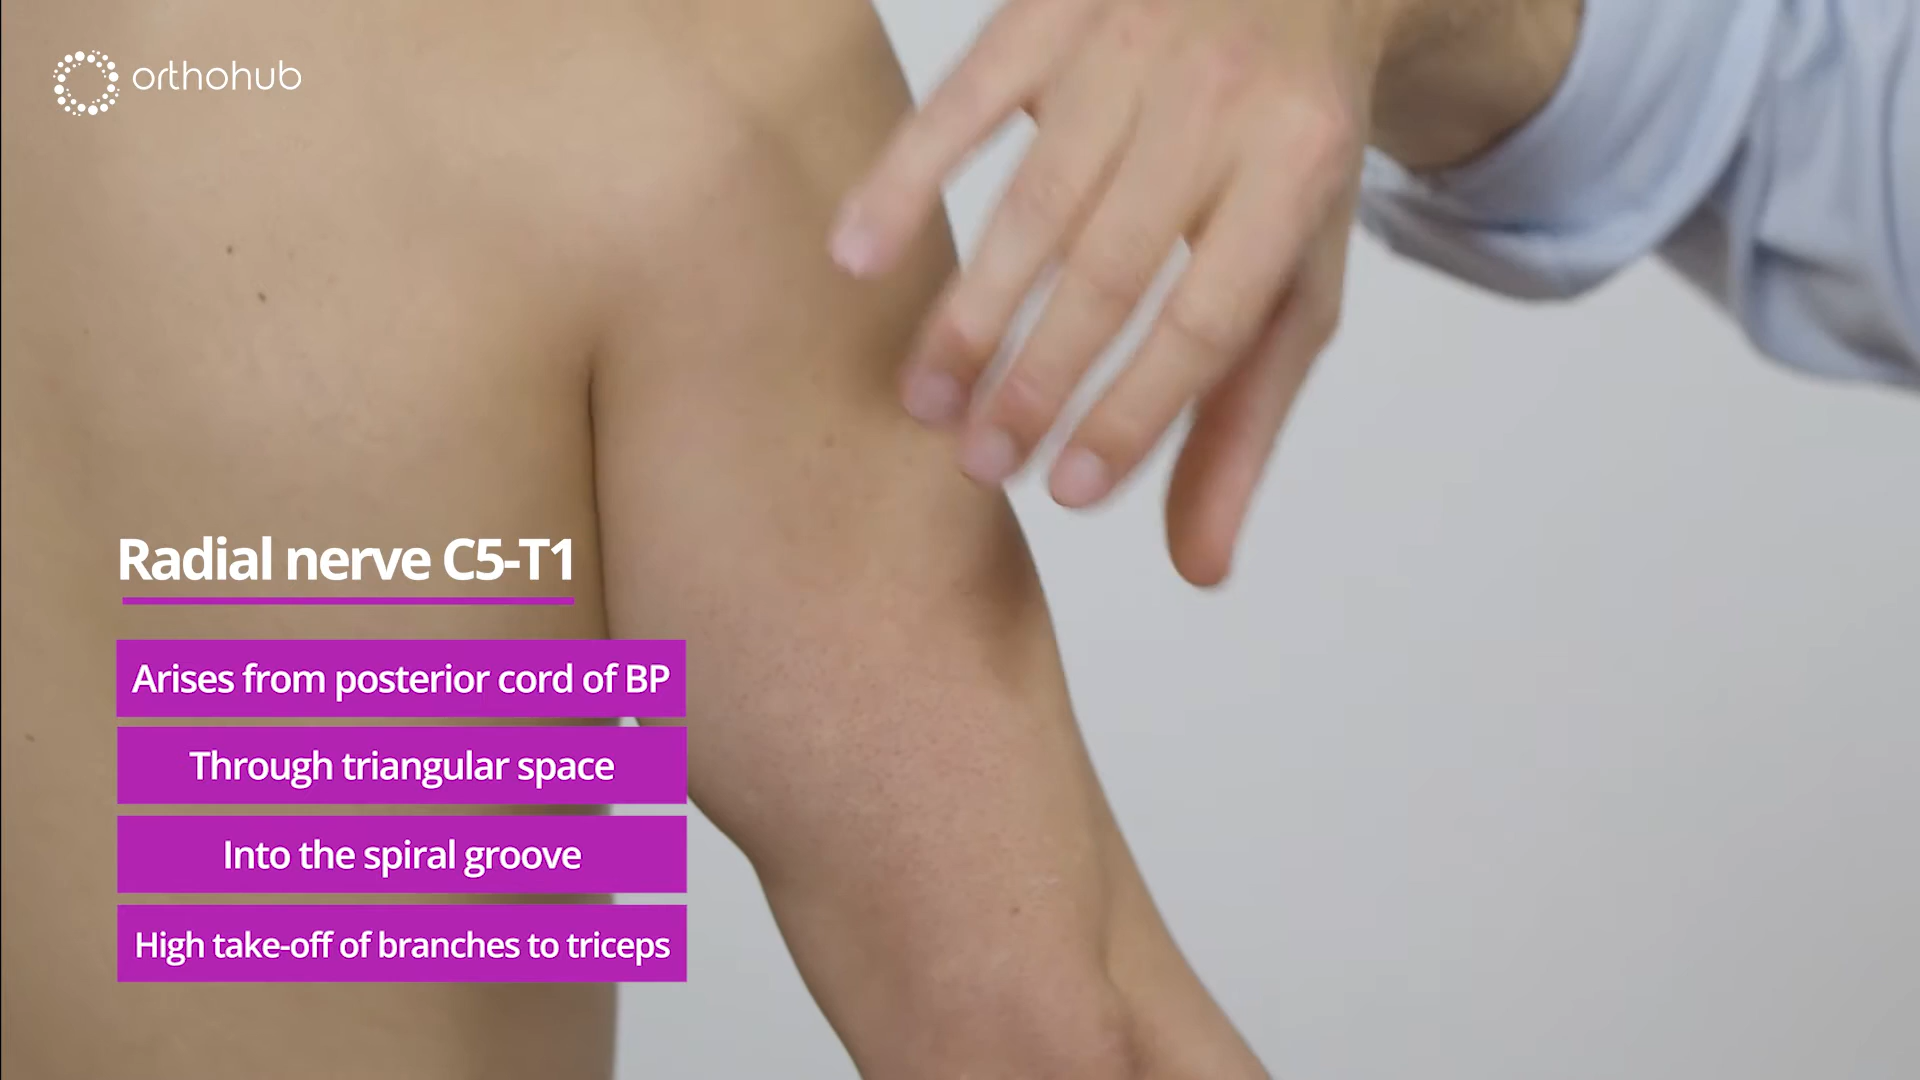 orthohub
Radial nerve C5-T1
Arises from posterior cord of BP
Through triangular space
Into the spiral groove
High take-off of branches to triceps